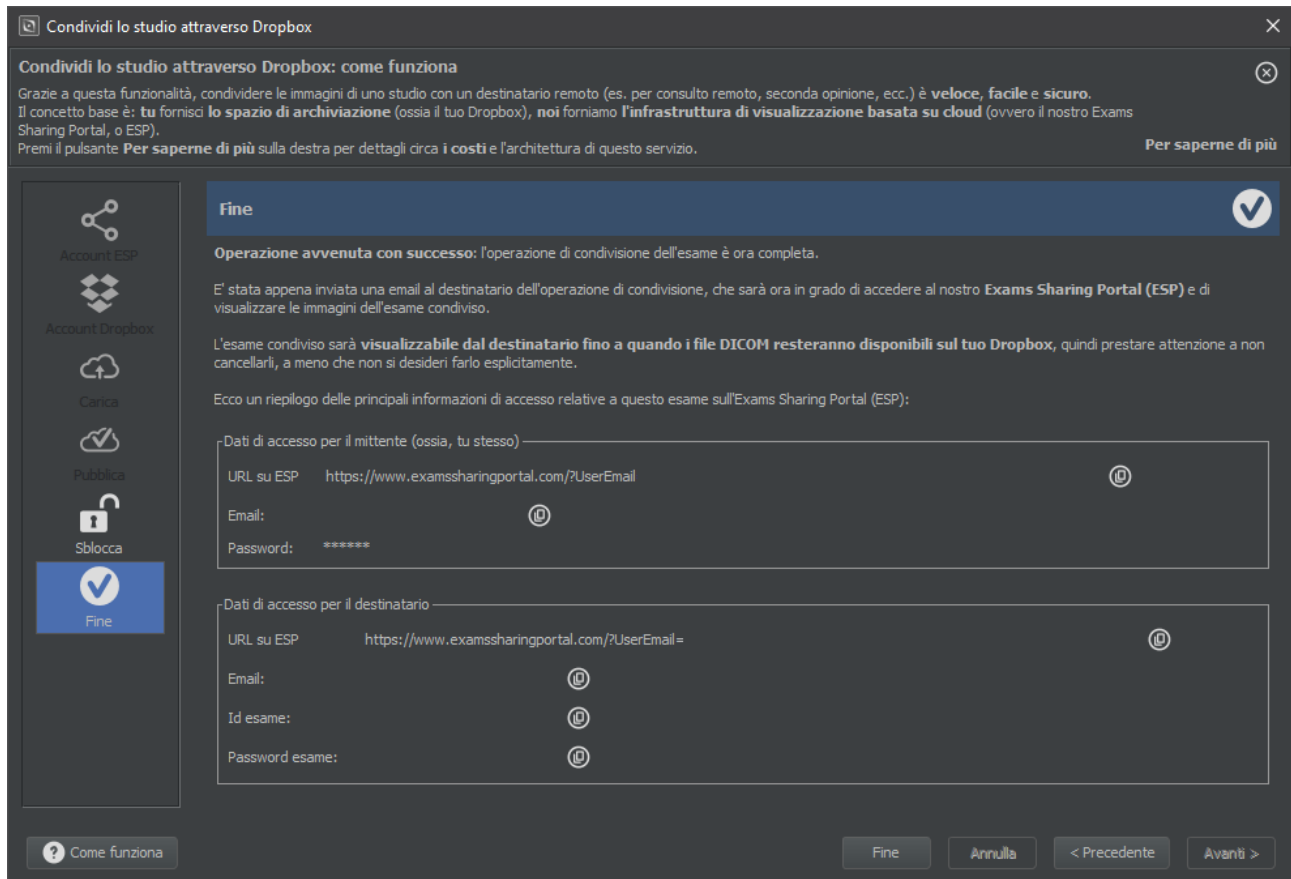 Condividi lo studio attraverso Dropbox
Condividi lo studio attraverso Dropbox: come funziona
Grazie a questa funzionalità, condividere le immagini di uno studio con un destinatario remoto (es. per consulto remoto, seconda opinione, ecc.) è veloce, facile e sicuro.
Il concetto base è: tu fornisci lo spazio di archiviazione (ossia il tuo Dropbox), noi forniamo l'infrastruttura di visualizzazione basata su cloud (ovvero il nostro Exams
Sharing Portal, o ESP).
Premi il pulsante Per saperne di più sulla destra per dettagli circa i costi e l'architettura di questo servizio.
Per saperne di più
Account ESP
Account Dropbox
Carica
Pubblica
Sblocca
Fine
Fine
Operazione avvenuta con successo: l'operazione di condivisione dell'esame è ora completa.
E' stata appena inviata una email al destinatario dell'operazione di condivisione, che sarà ora in grado di accedere al nostro Exams Sharing Portal (ESP) e di
visualizzare le immagini dell'esame condiviso.
L'esame condiviso sarà visualizzabile dal destinatario fino a quando i file DICOM resteranno disponibili sul tuo Dropbox, quindi prestare attenzione a non
cancellarli, a meno che non si desideri farlo esplicitamente.
Ecco un riepilogo delle principali informazioni di accesso relative a questo esame sull'Exams Sharing Portal (ESP):
Dati di accesso per il mittente (ossia, tu stesso)
URL su ESP https://www.examssharingportal.com/?UserEmail
Email:
Password: ******
Dati di accesso per il destinatario
URL su ESP https://www.examssharingportal.com/?UserEmail=
Email:
Id esame:
Password esame:
? Come funziona
Fine
Annulla
< Precedente
Avanti >